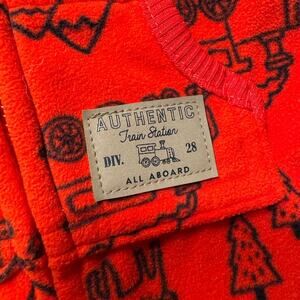 AUTHENTIC
Train Station
DIV. 28
ALL ABOARD